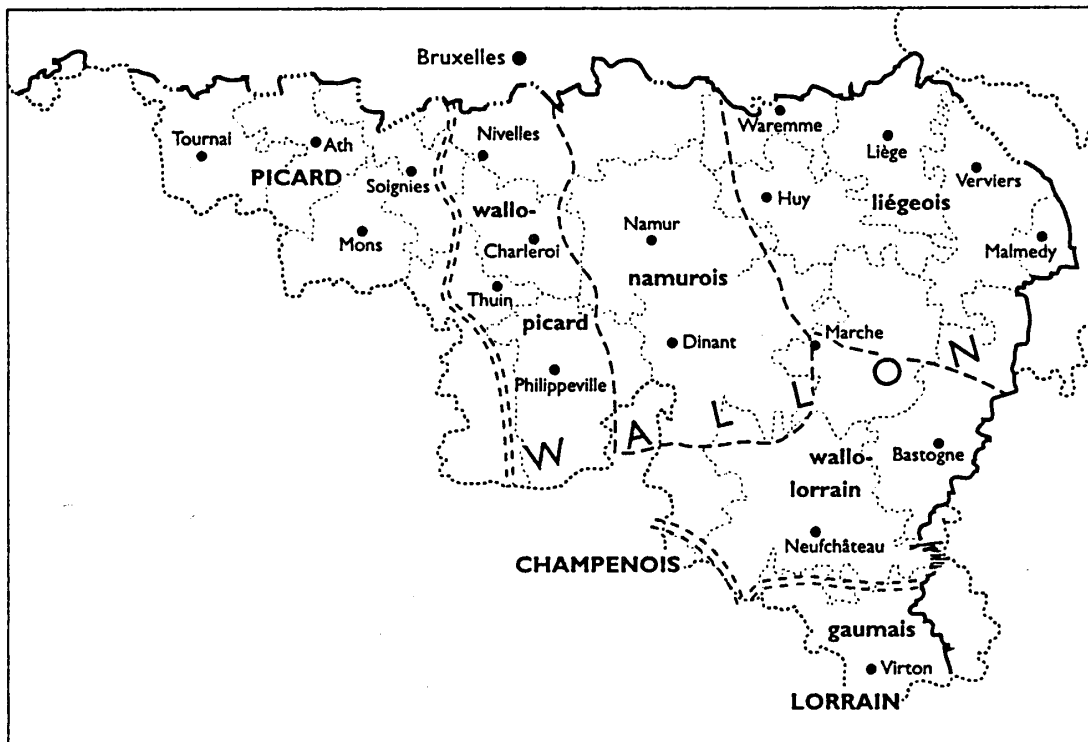 Bruxelles
Tournai
Ath
Nivelles
Waremme
Liège
PICARD
Soignies
Verviers
wallo-
Huy
liégeois
Mons
Charleroi
Namur
Malmedy
namurois
Thuin
picard
Dinant
Marche
Philippeville
W A L L O N
wallo-
lorrain
Bastogne
Neufchâteau
CHAMPENOIS
gaumais
Virton
LORRAIN